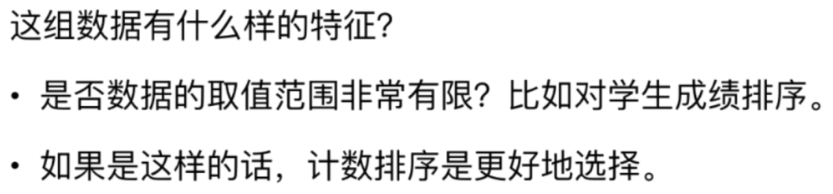 这组数据有什么样的特征？
• 是否数据的取值范围非常有限？比如对学生成绩排序。
• 如果是这样的话，计数排序是更好地选择。